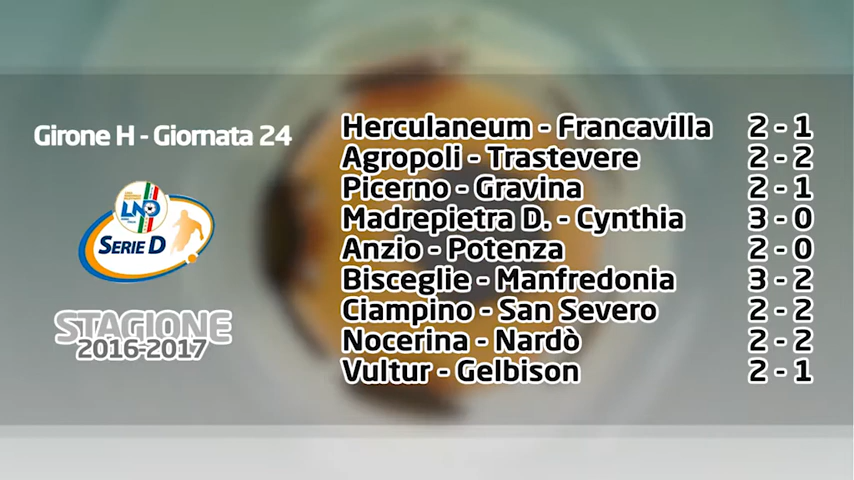 Girone H - Giornata 24
LND
SERIE D
STAGIONE
2016-2017
Herculaneum - Francavilla 2 - 1
Agropoli - Trastevere 2 - 2
Picerno - Gravina 2 - 1
Madrepietra D. - Cynthia 3 - 0
Anzio - Potenza 2 - 0
Bisceglie - Manfredonia 3 - 2
Ciampino - San Severo 2 - 2
Nocerina - Nardò 2 - 2
Vultur - Gelbison 2 - 1